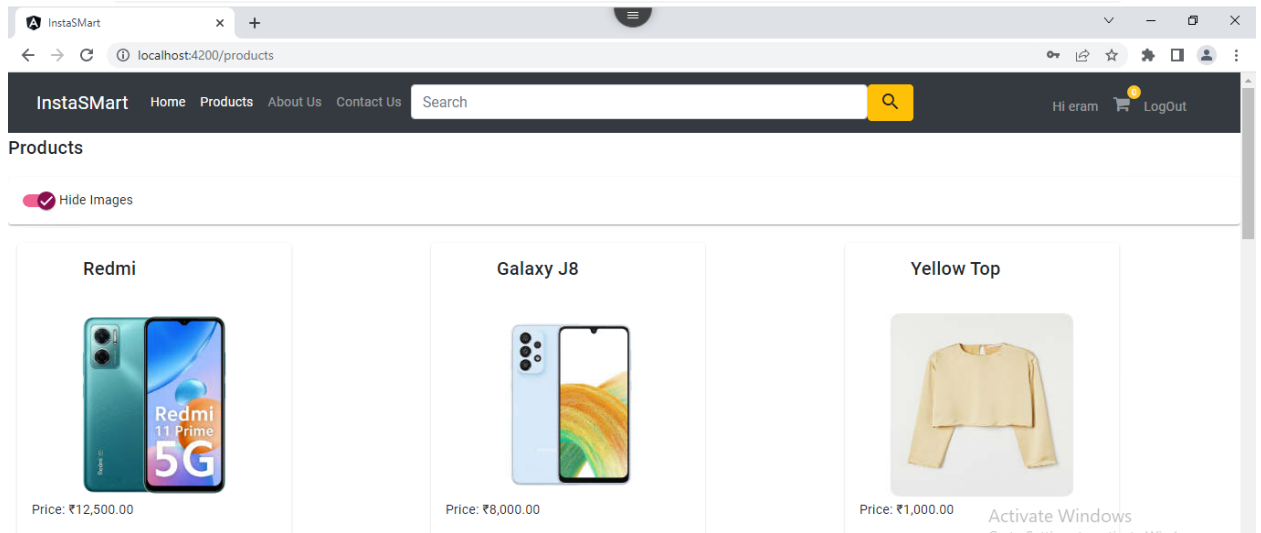 InstaSMart
localhost:4200/products
InstaSMart Home Products About Us Contact Us Search Hi eram 0 LogOut
Products
Hide Images
Redmi Galaxy J8 Yellow Top
Redmi
11 Prime
5G
Price: ₹12,500.00 Price: ₹8,000.00 Price: ₹1,000.00
Activate Windows